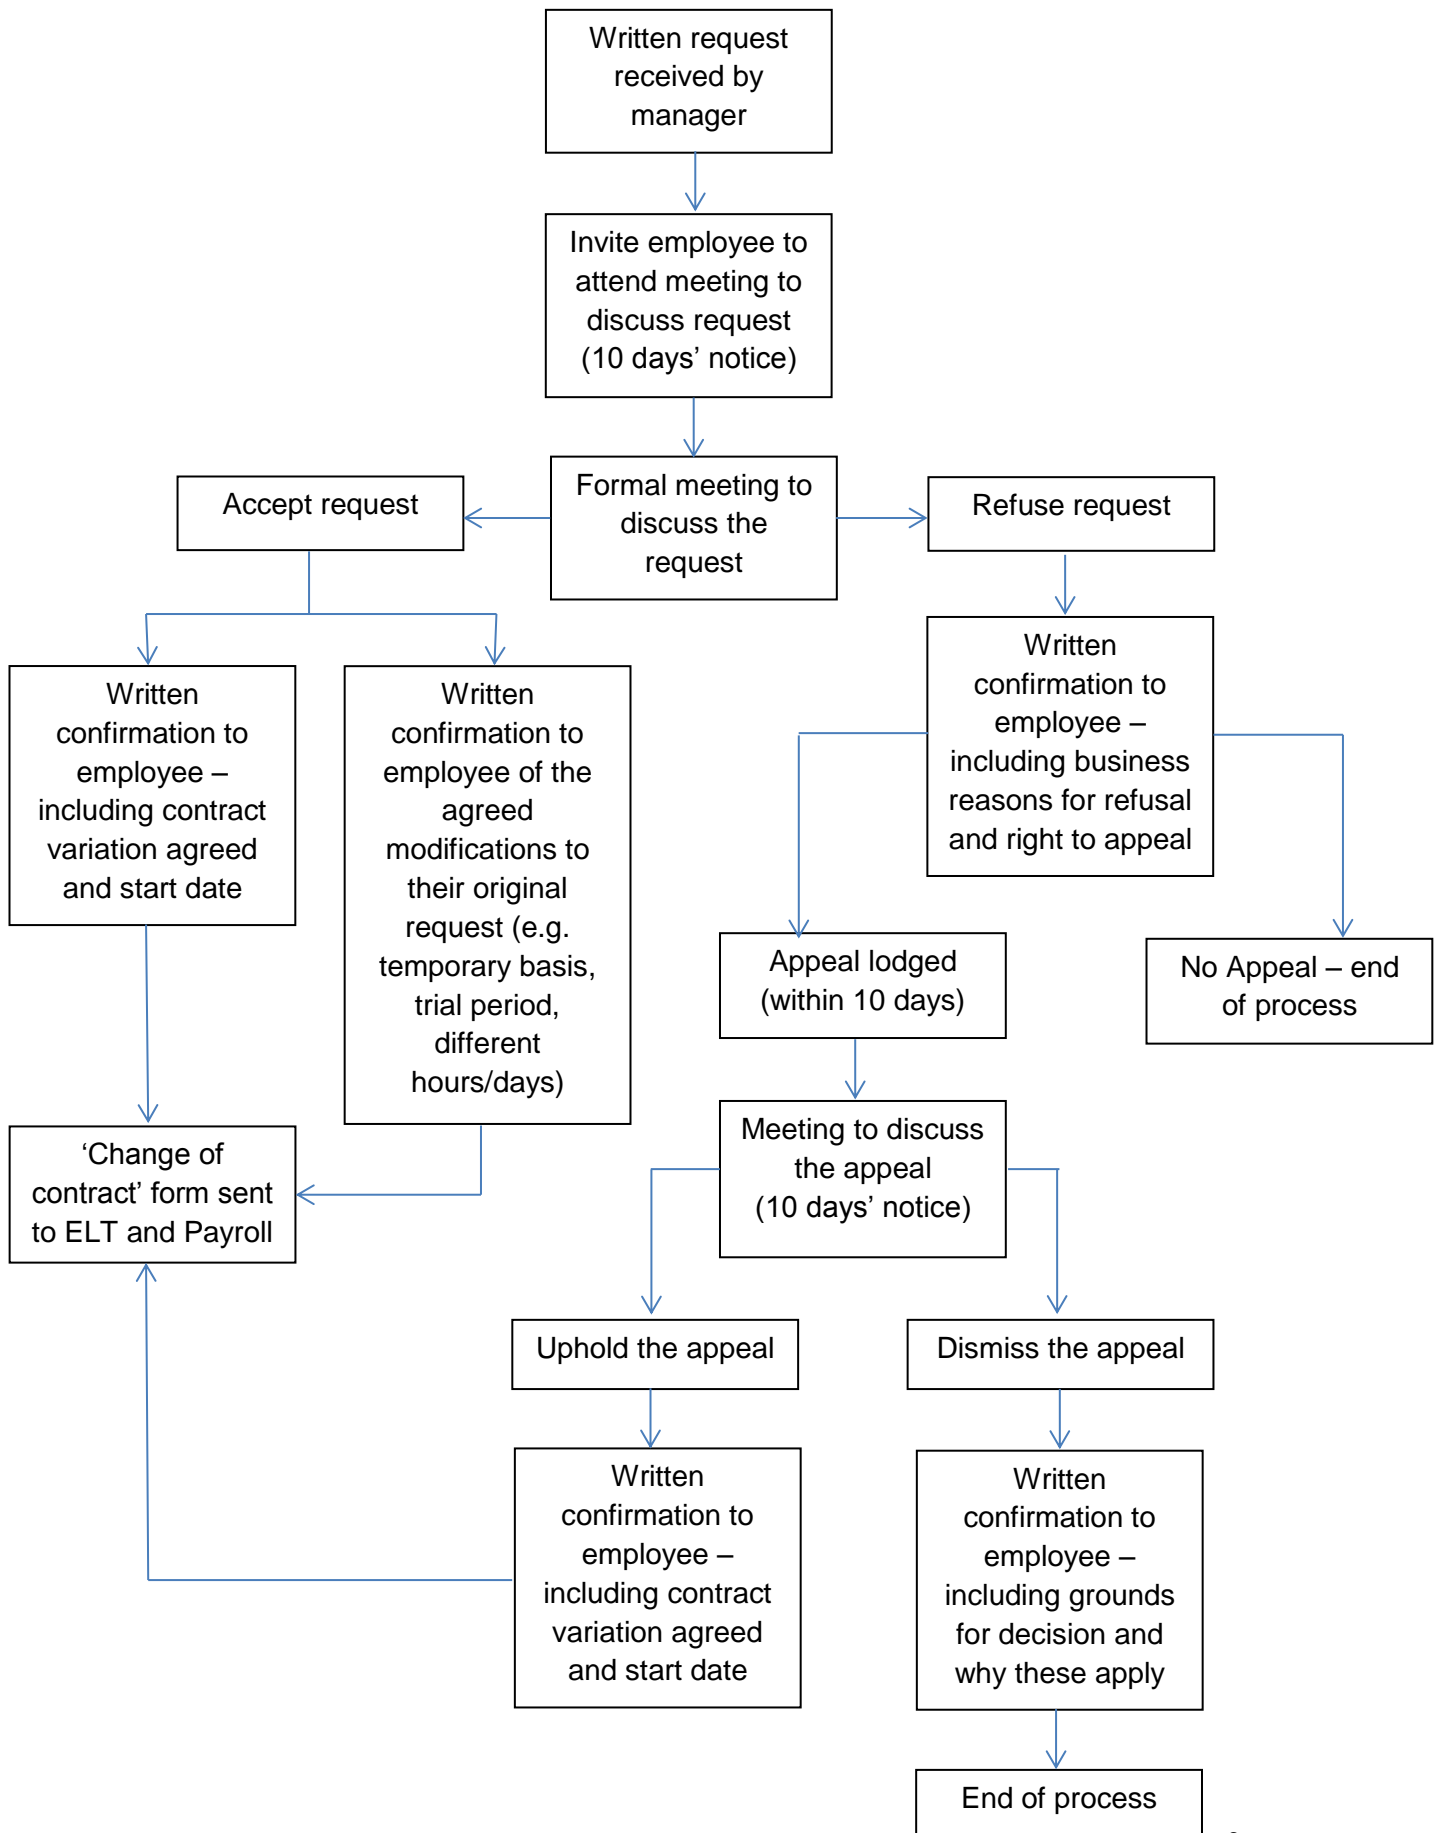 Written request
received by
manager
Invite employee to
attend meeting to
discuss request
(10 days’ notice)
Accept request
Formal meeting to
discuss the
request
Refuse request
Written
confirmation to
employee –
including contract
variation agreed
and start date
Written
confirmation to
employee of the
agreed
modifications to
their original
request (e.g.
temporary basis,
trial period,
different
hours/days)
Written
confirmation to
employee –
including business
reasons for refusal
and right to appeal
Appeal lodged
(within 10 days)
No Appeal – end
of process
‘Change of
contract’ form sent
to ELT and Payroll
Meeting to discuss
the appeal
(10 days’ notice)
Uphold the appeal
Dismiss the appeal
Written
confirmation to
employee –
including contract
variation agreed
and start date
Written
confirmation to
employee –
including grounds
for decision and
why these apply
End of process